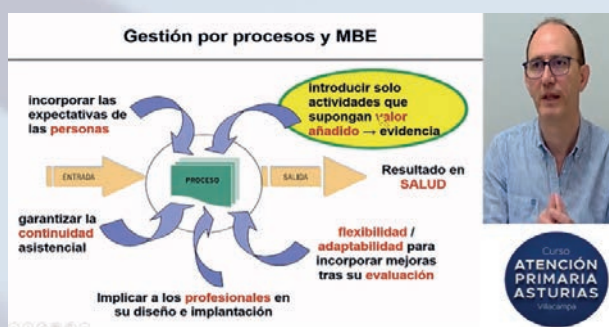 Gestión por procesos y MBE
incorporar las
expectativas de
las personas
introducir solo
actividades que
supongan valor
añadido → evidencia
ENTRADA
PROCESO
SALIDA
Resultado en
SALUD
garantizar la
continuidad
asistencial
flexibilidad /
adaptabilidad para
incorporar mejoras
tras su evaluación
Implicar a los profesionales en
su diseño e implantación
Curso
ATENCIÓN
PRIMARIA
ASTURIAS
Villacampa